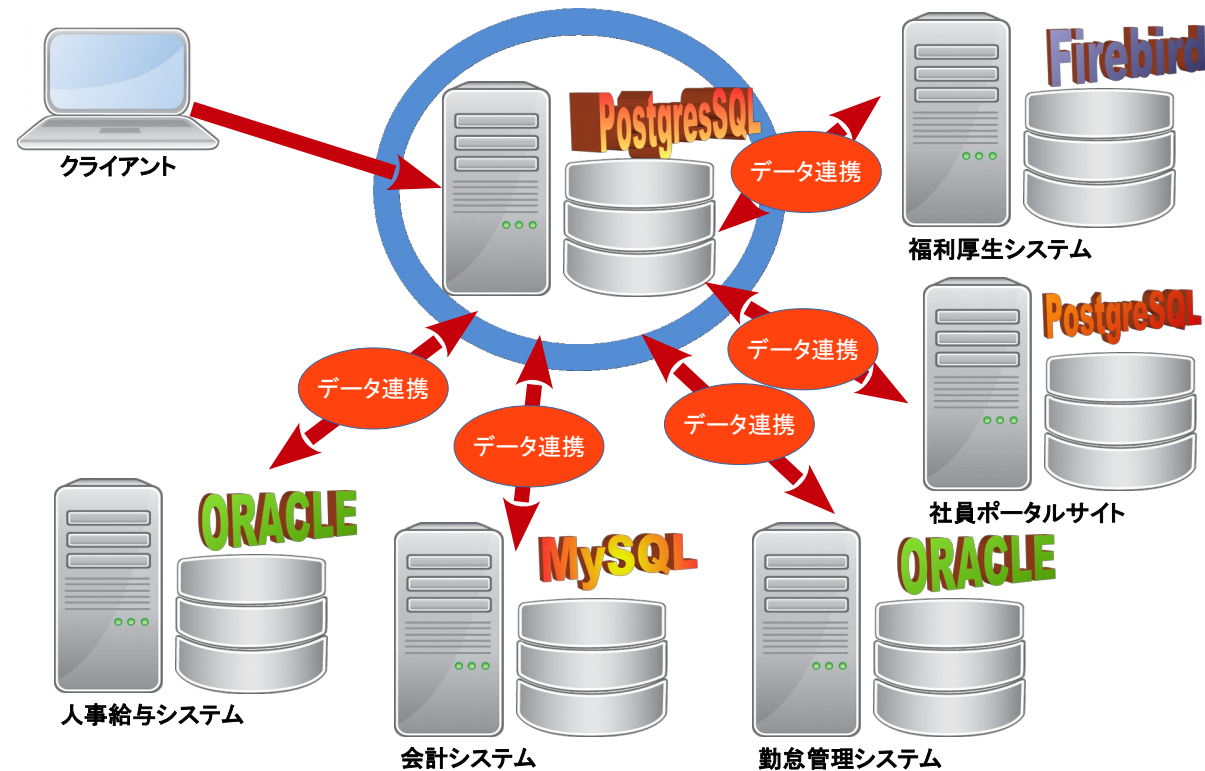 クライアント
PostgresSQL
データ連携
Firebird
福利厚生システム
データ連携
PostgreSQL
社員ポータルサイト
データ連携
ORACLE
人事給与システム
データ連携
MySQL
会計システム
データ連携
ORACLE
勤怠管理システム